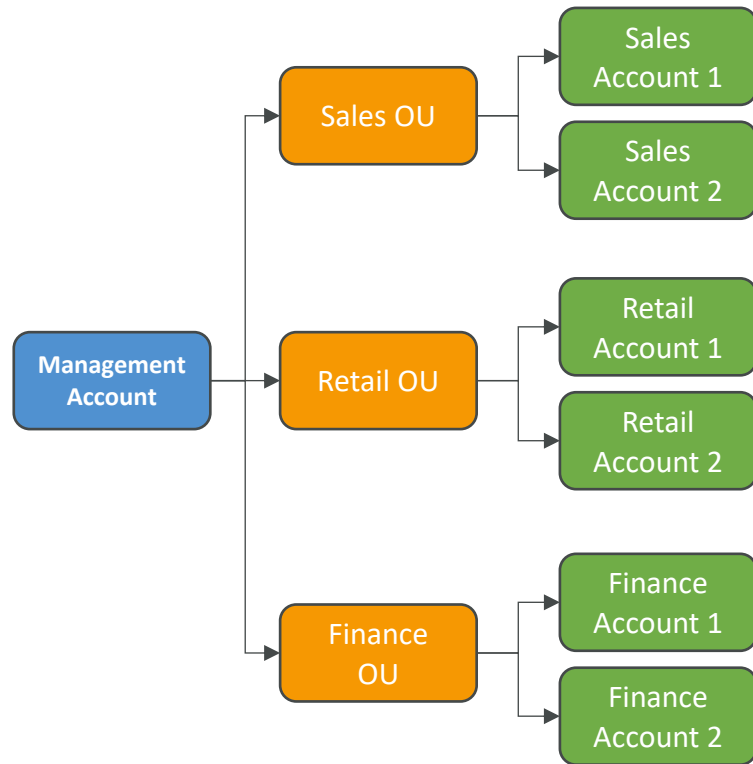 Sales
Account 1
Sales OU
Sales
Account 2
Retail
Account 1
Management
Account
Retail OU
Retail
Account 2
Finance
Account 1
Finance
OU
Finance
Account 2